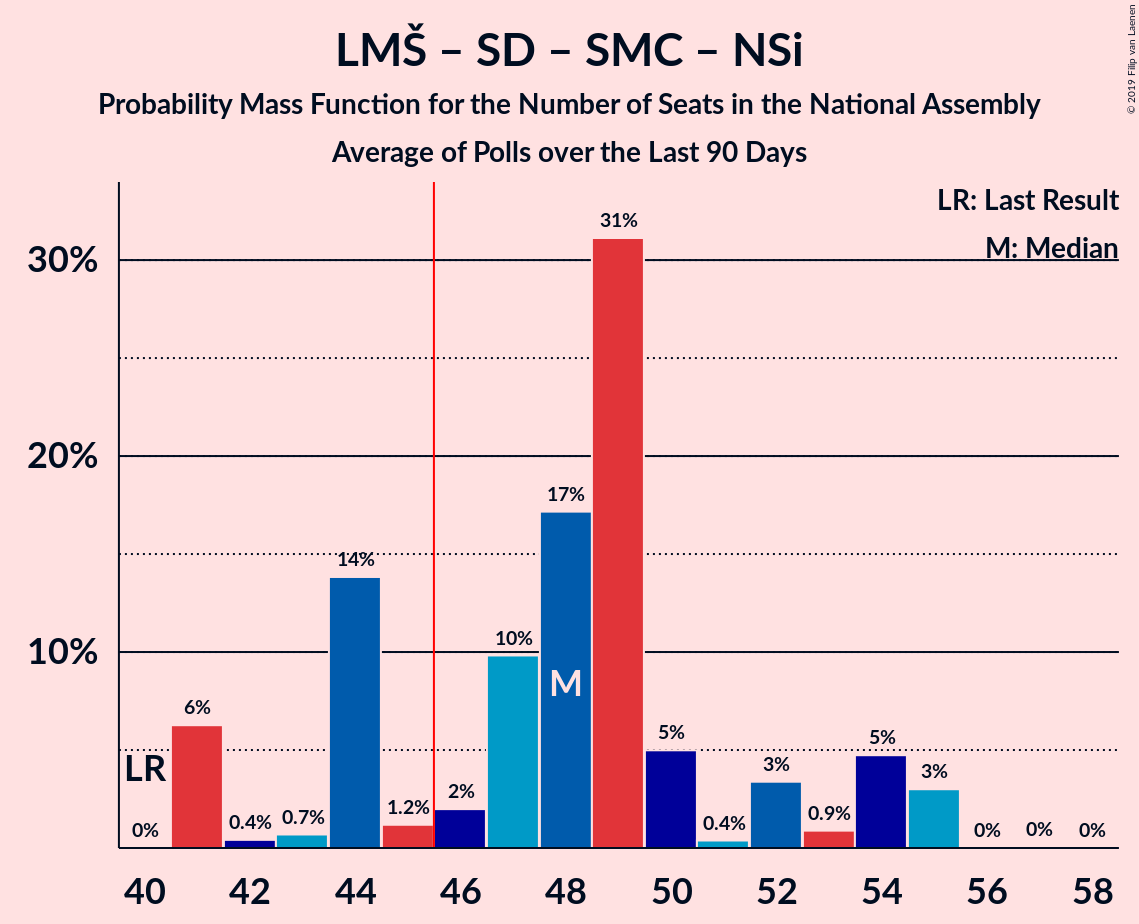 LMŠ – SD – SMC – NSi
Probability Mass Function for the Number of Seats in the National Assembly
Average of Polls over the Last 90 Days
© 2019 Filip van Laenen
LR: Last Result
M: Median
30%
20%
10%
31%
17%
14%
10%
6%
5%
5%
3%
3%
2%
1.2%
0.9%
0.7%
0.4%
0.4%
0%
0%
0%
0%
LR
M
40 42 44 46 48 50 52 54 56 58